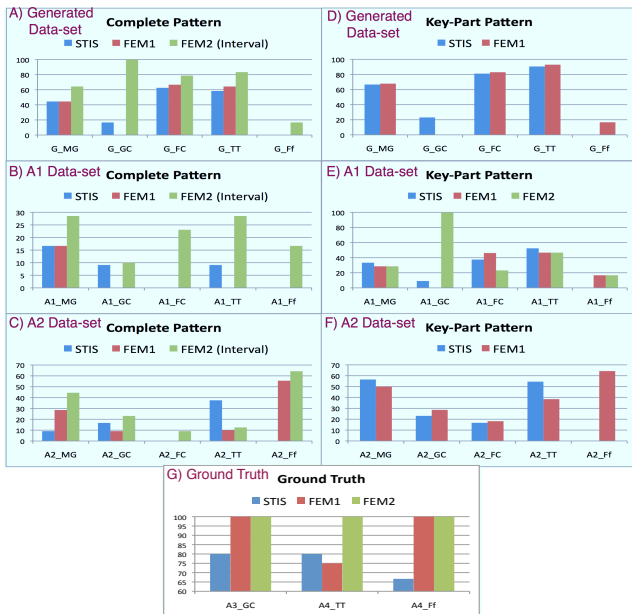 A) Generated Data-set
Complete Pattern
STIS FEM1 FEM2 (Interval)
100
80
60
40
20
0
G_MG G_GC G_FC G_TT G_Ff
D) Generated Data-set
Key-Part Pattern
STIS FEM1
100
80
60
40
20
0
G_MG G_GC G_FC G_TT G_Ff
B) A1 Data-set
Complete Pattern
STIS FEM1 FEM2 (Interval)
30
25
20
15
10
5
0
A1_MG A1_GC A1_FC A1_TT A1_Ff
E) A1 Data-set
Key-Part Pattern
STIS FEM1 FEM2
100
80
60
40
20
0
A1_MG A1_GC A1_FC A1_TT A1_Ff
C) A2 Data-set
Complete Pattern
STIS FEM1 FEM2 (Interval)
70
60
50
40
30
20
10
0
A2_MG A2_GC A2_FC A2_TT A2_Ff
F) A2 Data-set
Key-Part Pattern
STIS FEM1
70
60
50
40
30
20
10
0
A2_MG A2_GC A2_FC A2_TT A2_Ff
G) Ground Truth
Ground Truth
STIS FEM1 FEM2
100
95
90
85
80
75
70
65
60
A3_GC A4_TT A4_Ff